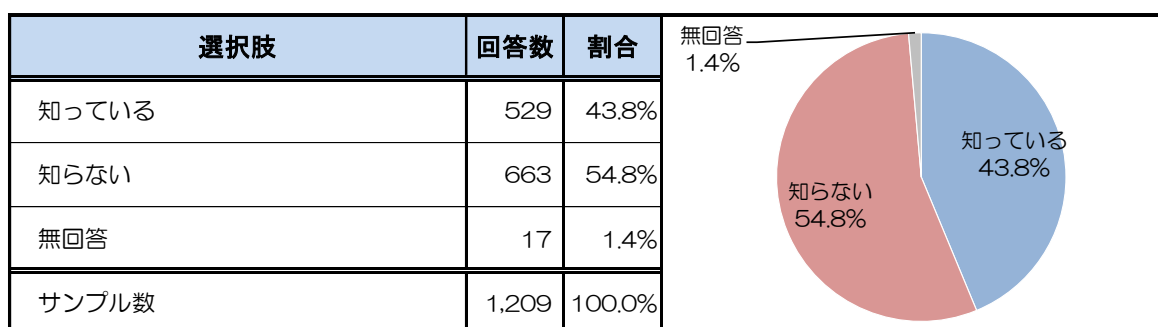 選択肢 回答数 割合
知っている 529 43.8%
知らない 663 54.8%
無回答 17 1.4%
サンプル数 1,209 100.0%
無回答
1.4%
知っている
43.8%
知らない
54.8%